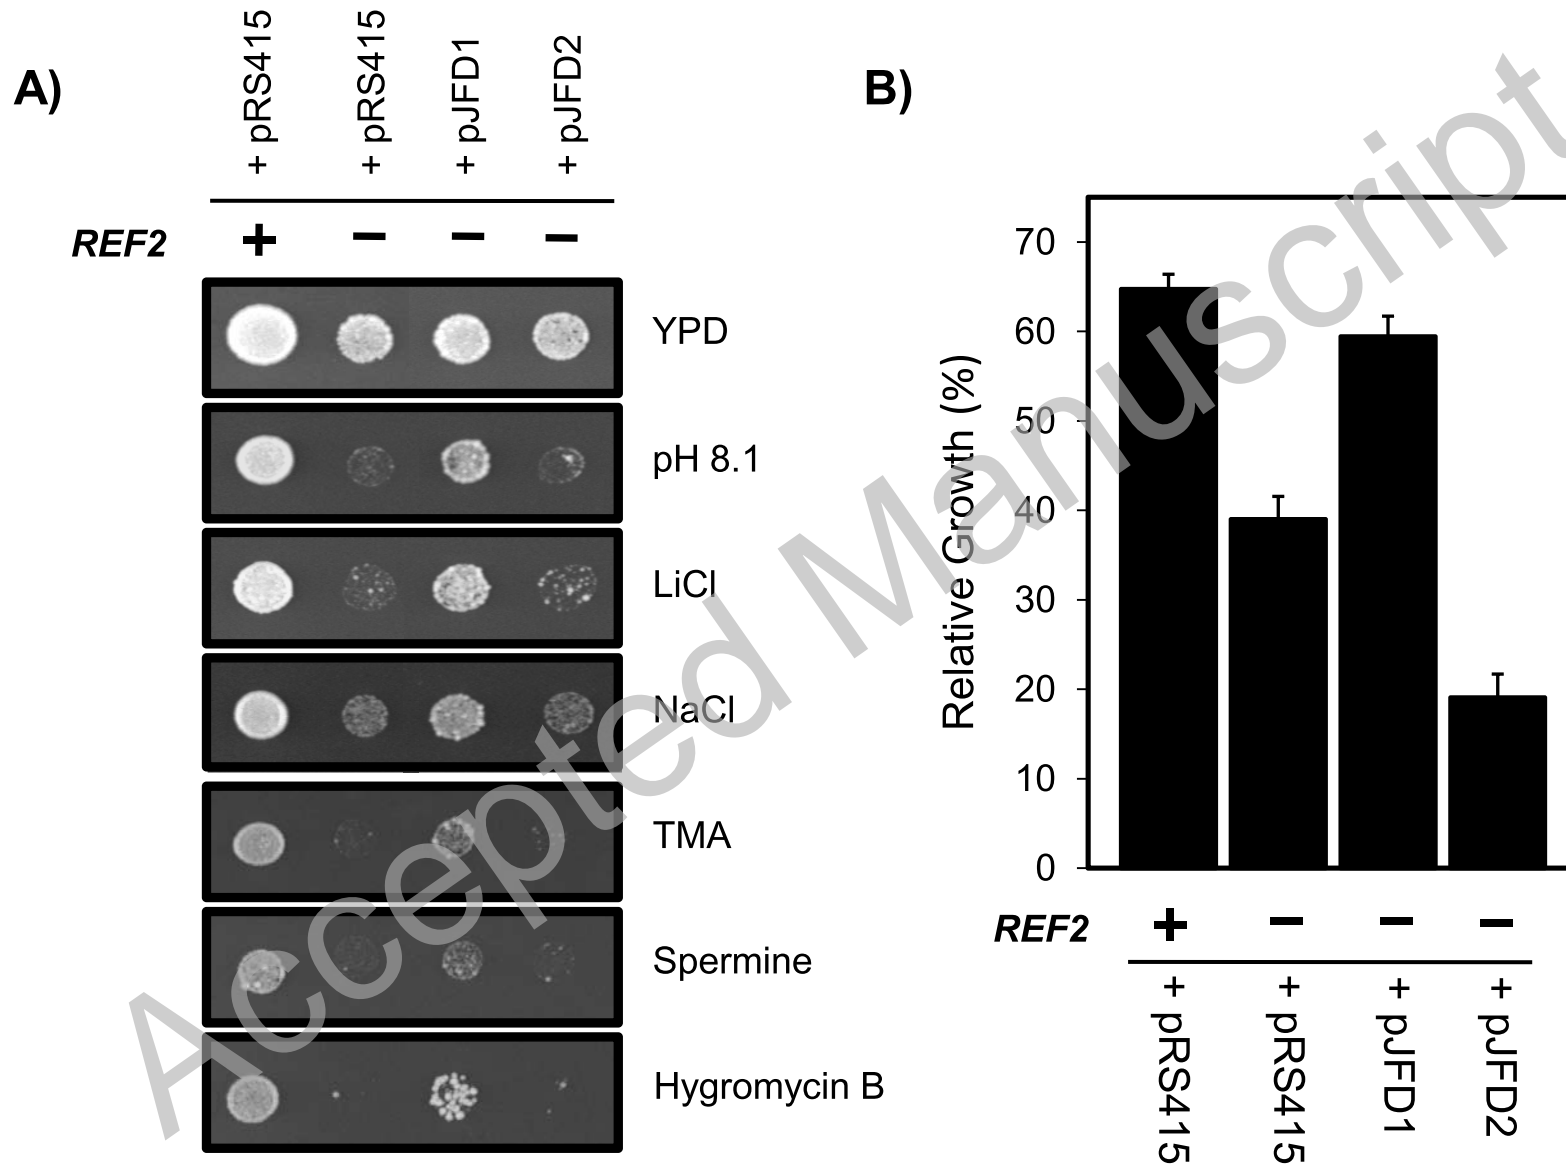 A)
+ pRS415
+ pRS415
+ pJFD1
+ pJFD2
REF2
+ − − −
YPD
pH 8.1
LiCl
NaCl
TMA
Spermine
Hygromycin B
B)
Relative Growth (%)
70
60
50
40
30
20
10
0
REF2
+ − − −
+ pRS415
+ pRS415
+ pJFD1
+ pJFD2
Accepted Manuscript